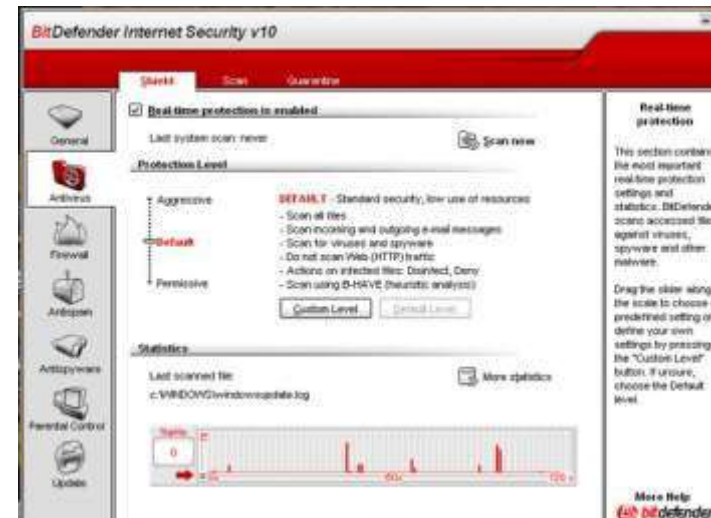 BitDefender Internet Security v10
Shield
Scan
Quarantine
General
Antivirus
Firewall
Antispam
Antispyware
Parental Control
Update
Real-time protection is enabled
Last system scan: never
Scan now
Protection Level
Aggressive
Default
Permissive
DEFAULT - Standard security, low use of resources
- Scan all files
- Scan incoming and outgoing e-mail messages
- Scan for viruses and spyware
- Do not scan Web (HTTP) traffic
- Actions on infected files: Disinfect, Deny
- Scan using B-HAVE (heuristic analysis)
Custom Level
Default Level
Statistics
Last scanned file:
c:\WINDOWS\windowsupdate.log
More statistics
0
60s
120 s
Real-time
protection
This section contains
the most important
real-time protection
settings and
statistics. BitDefende
scans accessed file
against viruses,
spyware and other
malware.
Drag the slider along
the scale to choose
predefined setting or
define your own
settings by pressing
the "Custom Level"
button. If unsure,
choose the Default
level.
More Help
bitdefender